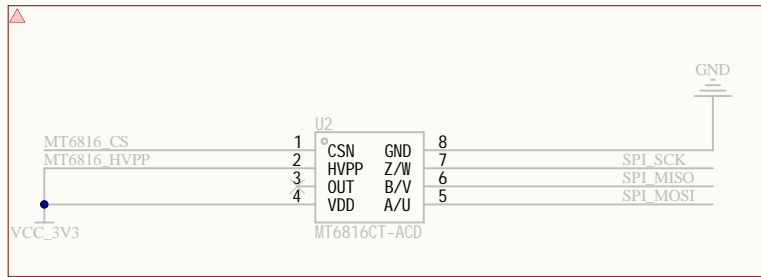 GND
U2
MT6816_CS 1 CSN GND 8
MT6816_HVPP 2 HVPP Z/W 7 SPI_SCK
3 OUT B/V 6 SPI_MISO
4 VDD A/U 5 SPI_MOSI
VCC_3V3 MT6816CT-ACD